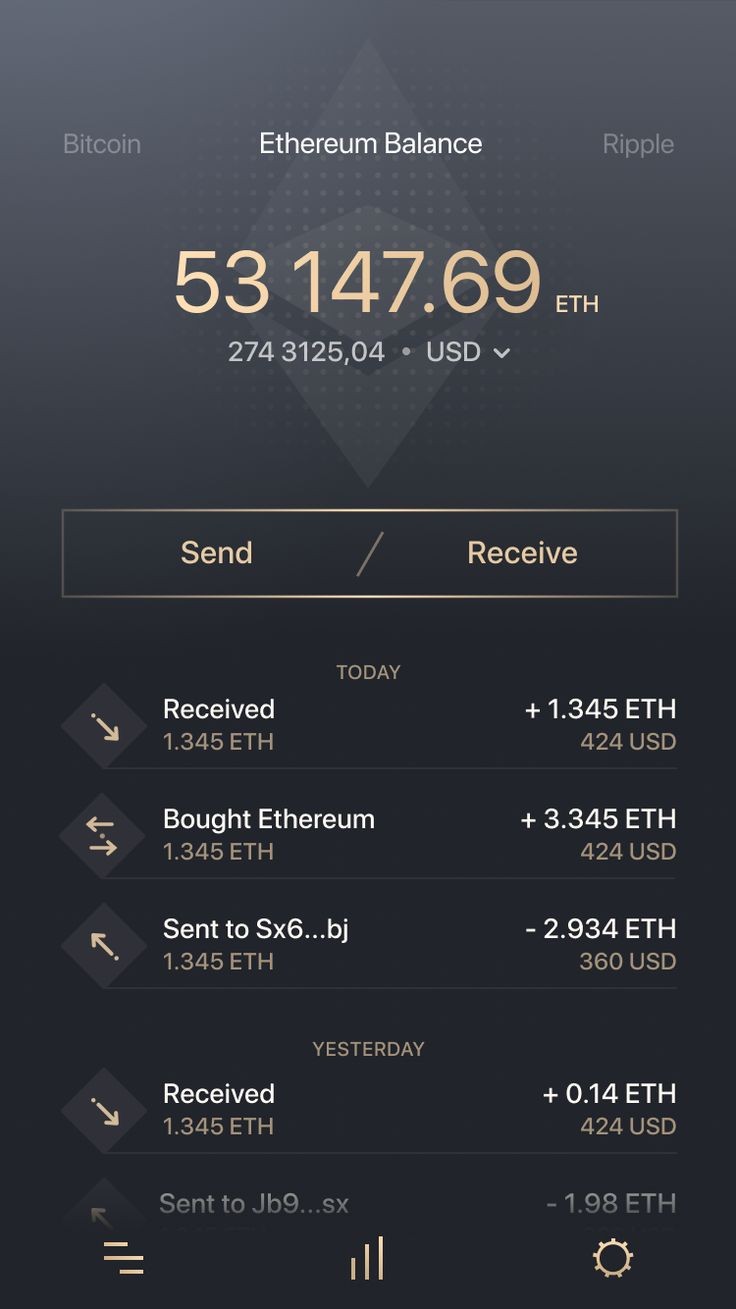 Bitcoin
Ethereum Balance
Ripple
53 147.69 ETH
274 3125,04 • USD
Send / Receive
TODAY
Received + 1.345 ETH
1.345 ETH 424 USD
Bought Ethereum + 3.345 ETH
1.345 ETH 424 USD
Sent to Sx6...bj - 2.934 ETH
1.345 ETH 360 USD
YESTERDAY
Received + 0.14 ETH
1.345 ETH 424 USD
Sent to Jb9...sx - 1.98 ETH